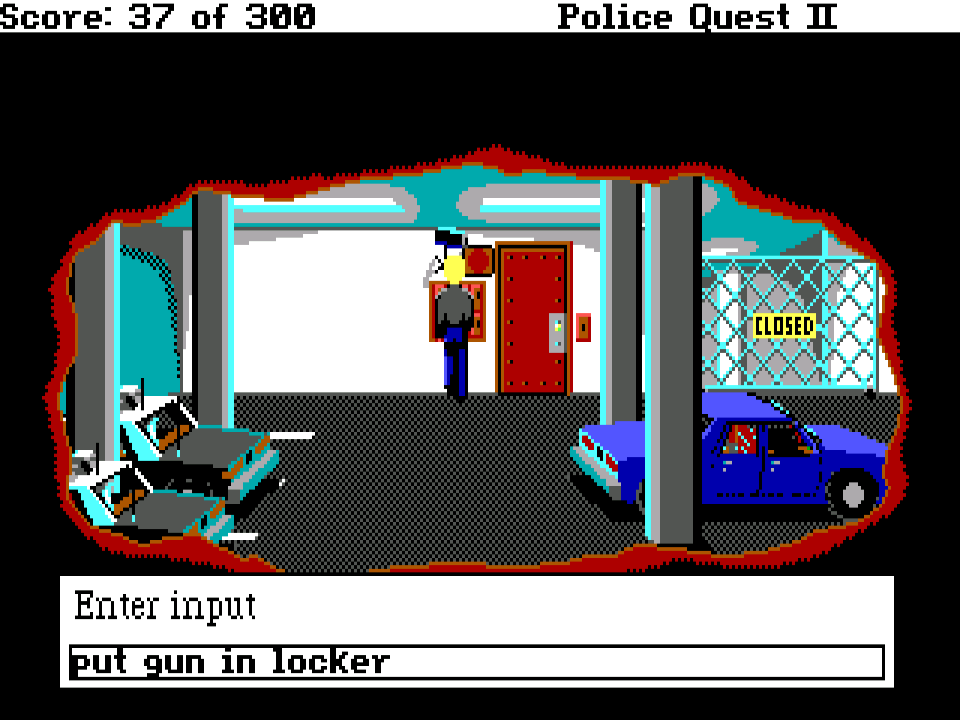 Score: 37 of 300 Police Quest II
CLOSED
Enter input
put gun in locker